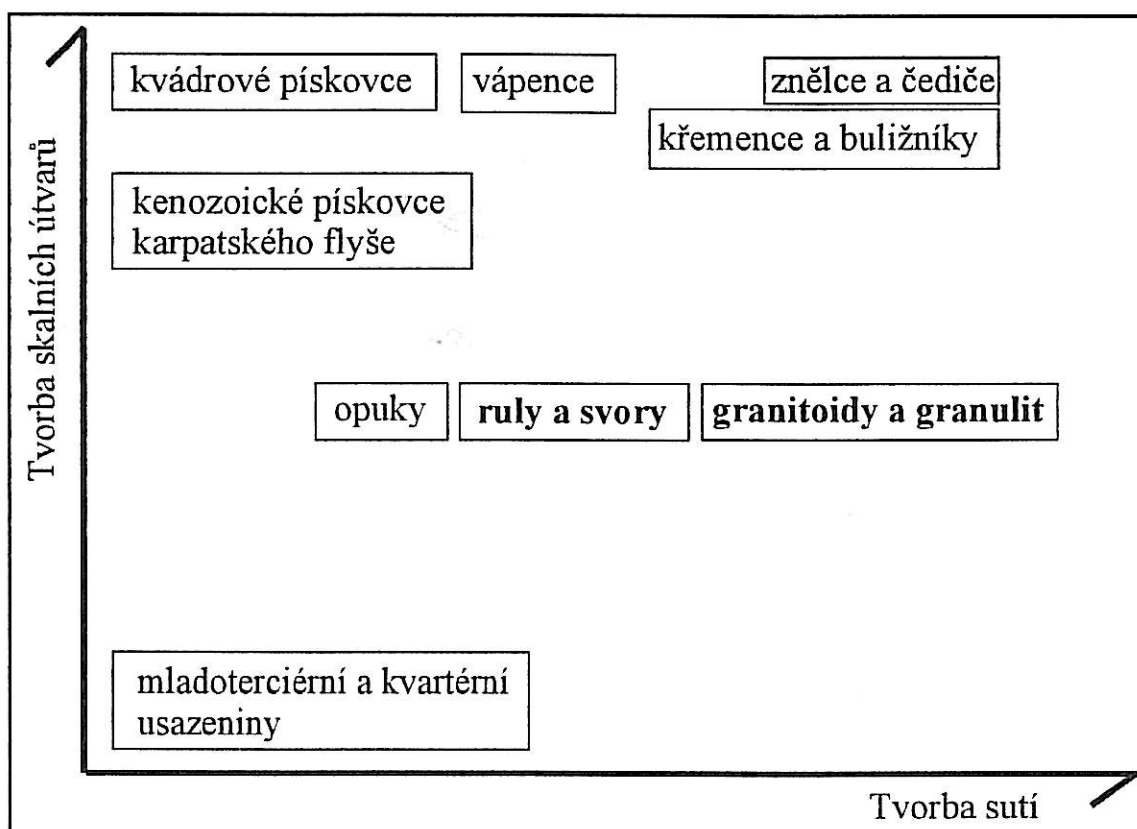 Tvorba skalních útvarů
kvádrové pískovce
vápence
znělce a čediče
křemence a buližníky
kenozoické pískovce
karpatského flyše
opuky
ruly a svory
granitoidy a granulit
mladoterciérní a kvartérní
usazeniny
Tvorba sutí